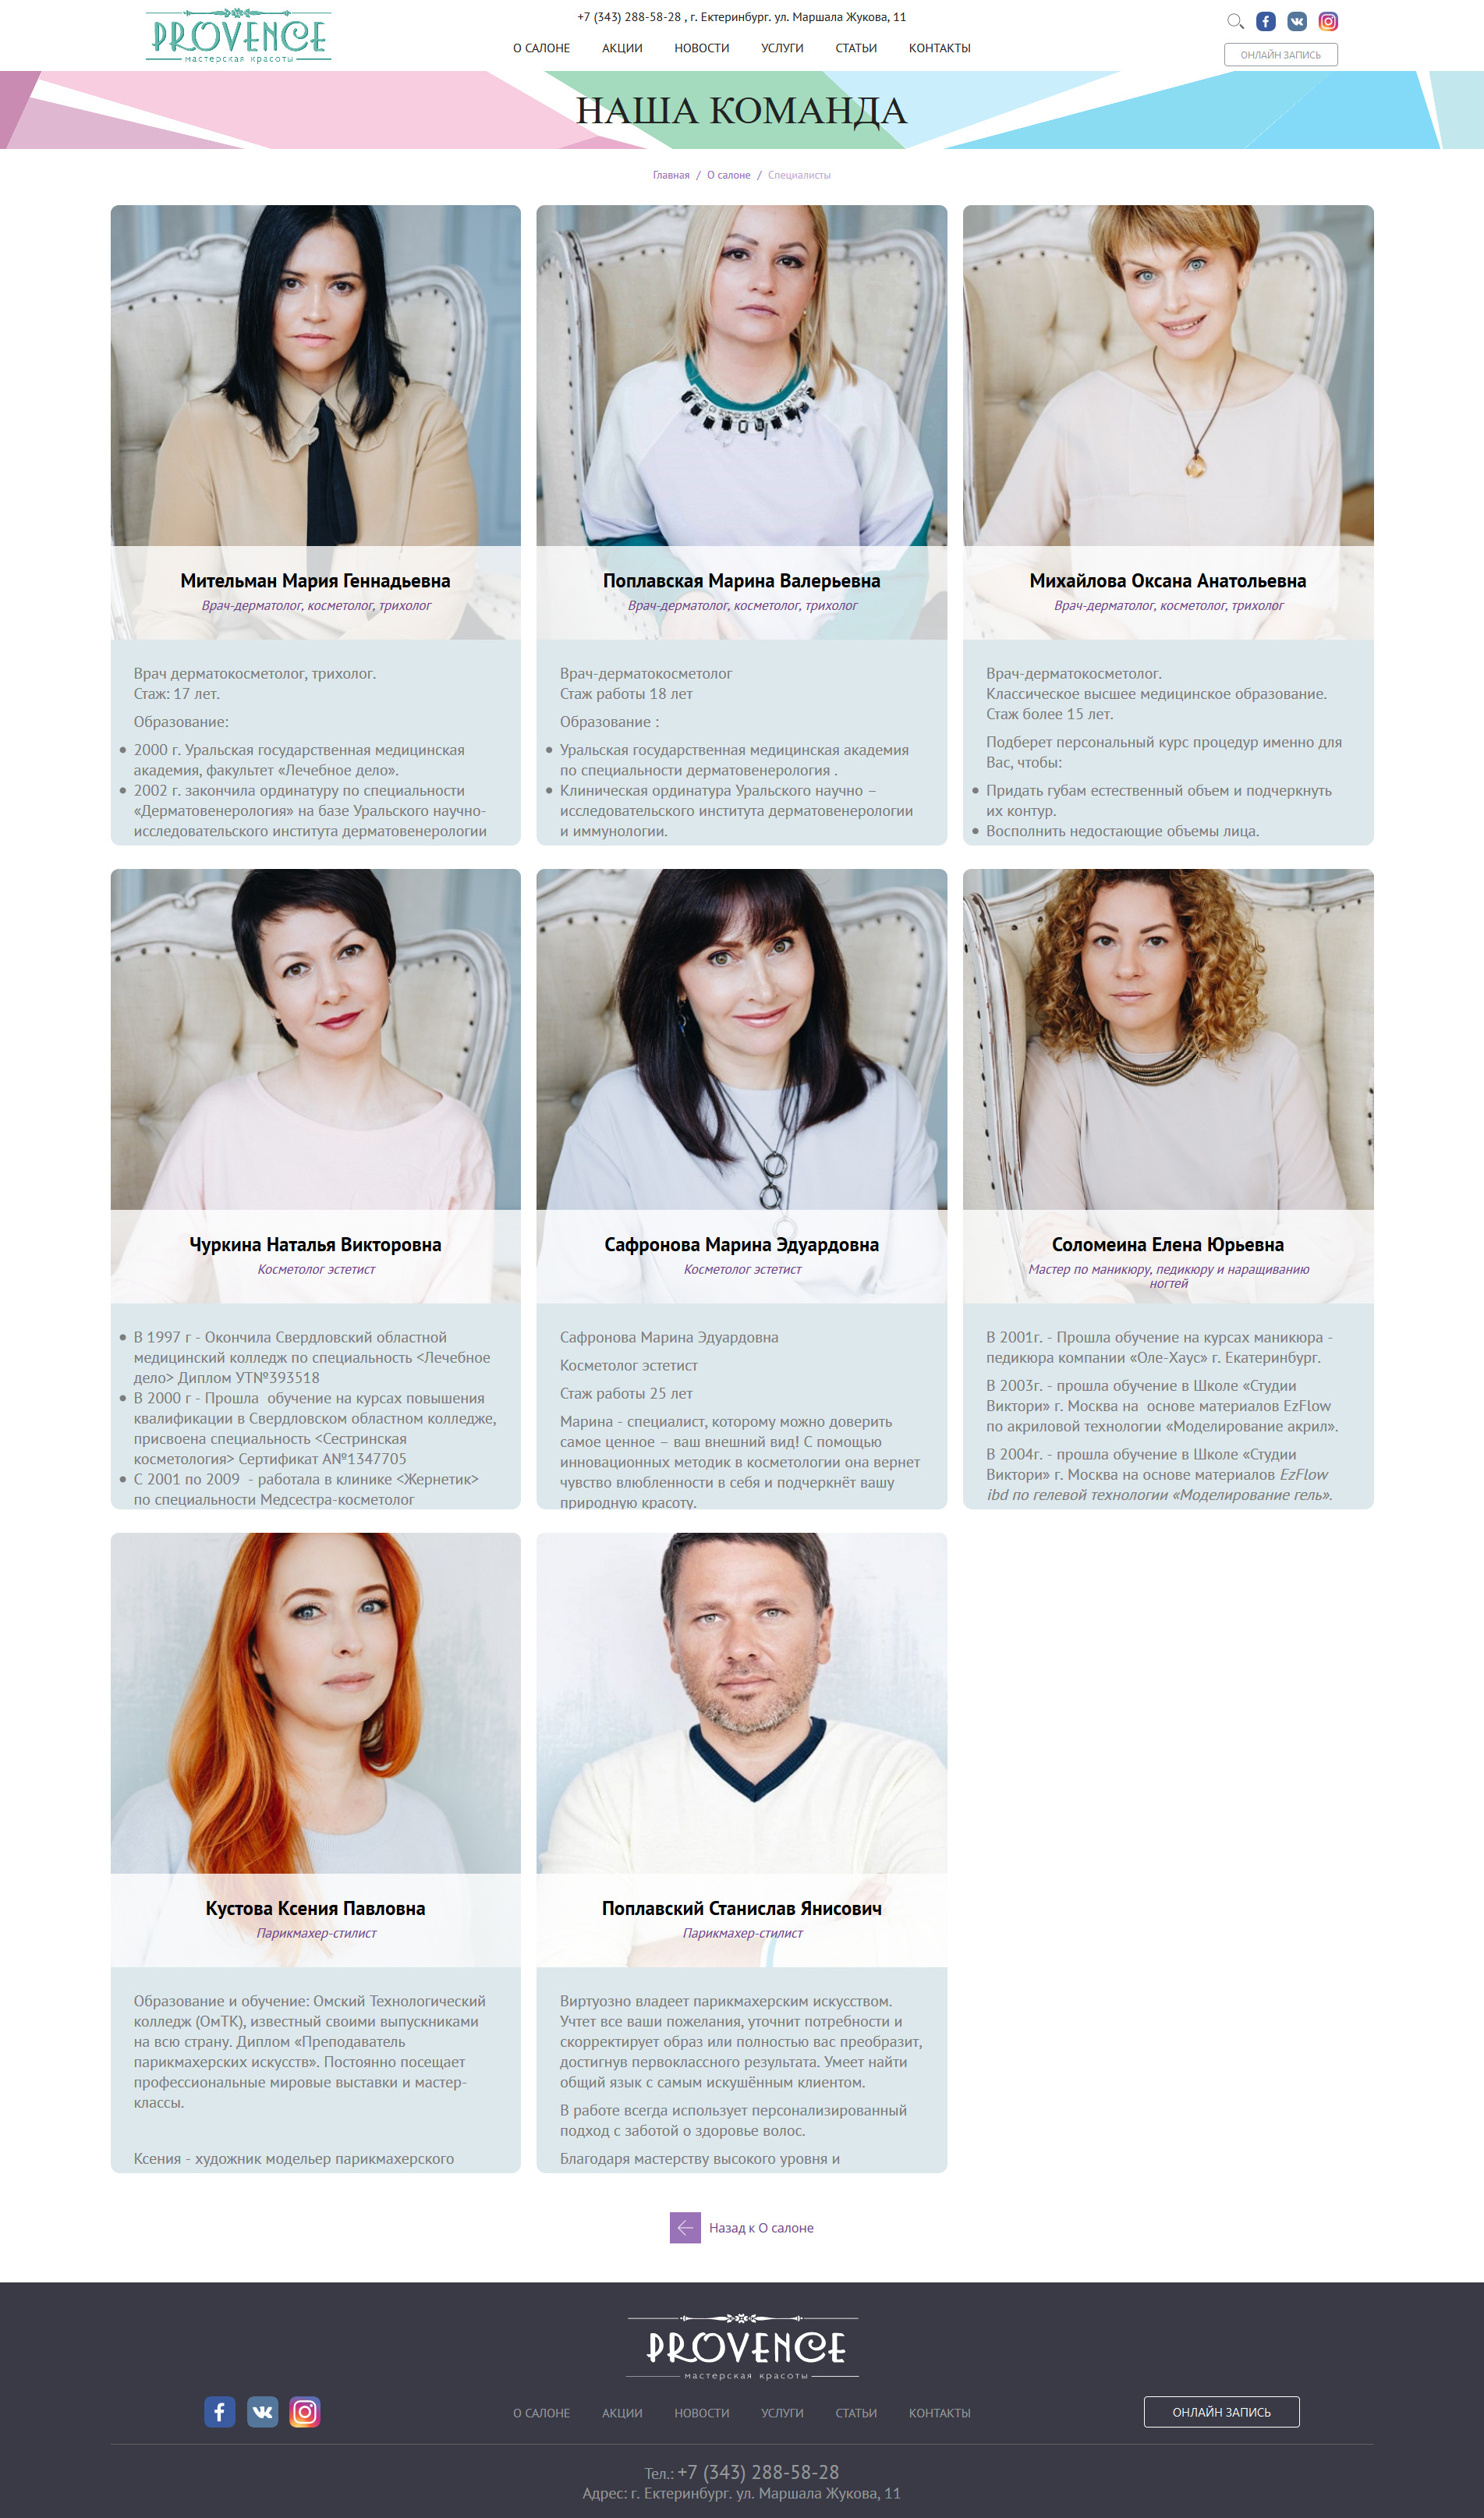 PROVENCE
мастерская красоты
+7 (343) 288-58-28 , г. Ектеринбург. ул. Маршала Жукова, 11
О САЛОНЕ АКЦИИ НОВОСТИ УСЛУГИ СТАТЬИ КОНТАКТЫ
ОНЛАЙН ЗАПИСЬ
НАША КОМАНДА
Главная / О салоне / Специалисты
Мительман Мария Геннадьевна
Врач-дерматолог, косметолог, трихолог
Врач дерматокосметолог, трихолог.
Стаж: 17 лет.
Образование:
• 2000 г. Уральская государственная медицинская
академия, факультет «Лечебное дело».
• 2002 г. закончила ординатуру по специальности
«Дерматовенерология» на базе Уральского научно-
исследовательского института дерматовенерологии
Поплавская Марина Валерьевна
Врач-дерматолог, косметолог, трихолог
Врач-дерматокосметолог
Стаж работы 18 лет
Образование :
• Уральская государственная медицинская академия
по специальности дерматовенерология .
• Клиническая ординатура Уральского научно –
исследовательского института дерматовенерологии
и иммунологии.
Михайлова Оксана Анатольевна
Врач-дерматолог, косметолог, трихолог
Врач-дерматокосметолог.
Классическое высшее медицинское образование.
Стаж более 15 лет.
Подберет персональный курс процедур именно для
Вас, чтобы:
• Придать губам естественный объем и подчеркнуть
их контур.
• Восполнить недостающие объемы лица.
Чуркина Наталья Викторовна
Косметолог эстетист
• В 1997 г - Окончила Свердловский областной
медицинский колледж по специальность <Лечебное
дело> Диплом УТ№393518
• В 2000 г - Прошла обучение на курсах повышения
квалификации в Свердловском областном колледже,
присвоена специальность <Сестринская
косметология> Сертификат А№1347705
• С 2001 по 2009 - работала в клинике <Жернетик>
по специальности Медсестра-косметолог
Сафронова Марина Эдуардовна
Косметолог эстетист
Сафронова Марина Эдуардовна
Косметолог эстетист
Стаж работы 25 лет
Марина - специалист, которому можно доверить
самое ценное – ваш внешний вид! С помощью
инновационных методик в косметологии она вернет
чувство влюбленности в себя и подчеркнёт вашу
природную красоту.
Соломеина Елена Юрьевна
Мастер по маникюру, педикюру и наращиванию
ногтей
В 2001г. - Прошла обучение на курсах маникюра -
педикюра компании «Оле-Хаус» г. Екатеринбург.
В 2003г. - прошла обучение в Школе «Студии
Виктори» г. Москва на основе материалов EzFlow
по акриловой технологии «Моделирование акрил».
В 2004г. - прошла обучение в Школе «Студии
Виктори» г. Москва на основе материалов EzFlow
ibd по гелевой технологии «Моделирование гель».
Кустова Ксения Павловна
Парикмахер-стилист
Образование и обучение: Омский Технологический
колледж (ОмТК), известный своими выпускниками
на всю страну. Диплом «Преподаватель
парикмахерских искусств». Постоянно посещает
профессиональные мировые выставки и мастер-
классы.
Ксения - художник модельер парикмахерского
Поплавский Станислав Янисович
Парикмахер-стилист
Виртуозно владеет парикмахерским искусством.
Учтет все ваши пожелания, уточнит потребности и
скорректирует образ или полностью вас преобразит,
достигнув первоклассного результата. Умеет найти
общий язык с самым искушённым клиентом.
В работе всегда использует персонализированный
подход с заботой о здоровье волос.
Благодаря мастерству высокого уровня и
Назад к О салоне
PROVENCE
мастерская красоты
О САЛОНЕ АКЦИИ НОВОСТИ УСЛУГИ СТАТЬИ КОНТАКТЫ
ОНЛАЙН ЗАПИСЬ
Тел.: +7 (343) 288-58-28
Адрес: г. Ектеринбург. ул. Маршала Жукова, 11